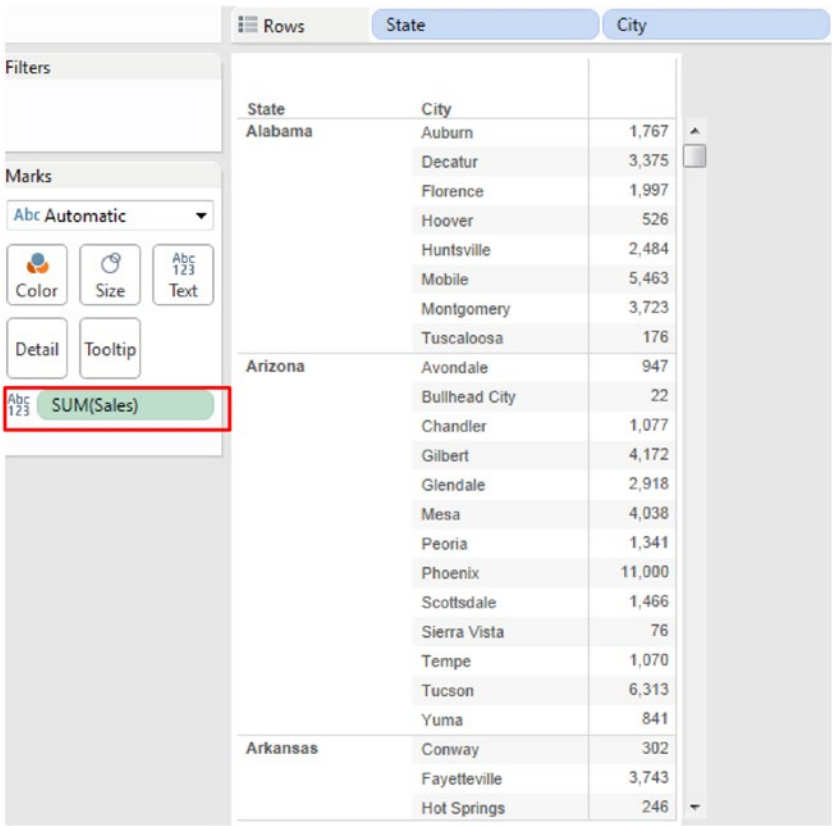 Rows State City
Filters
Marks
Abc Automatic
Color Size Abc 123 Text
Detail Tooltip
Abc 123 SUM(Sales)
State City
Alabama Auburn 1,767
Decatur 3,375
Florence 1,997
Hoover 526
Huntsville 2,484
Mobile 5,463
Montgomery 3,723
Tuscaloosa 176
Arizona Avondale 947
Bullhead City 22
Chandler 1,077
Gilbert 4,172
Glendale 2,918
Mesa 4,038
Peoria 1,341
Phoenix 11,000
Scottsdale 1,466
Sierra Vista 76
Tempe 1,070
Tucson 6,313
Yuma 841
Arkansas Conway 302
Fayetteville 3,743
Hot Springs 246